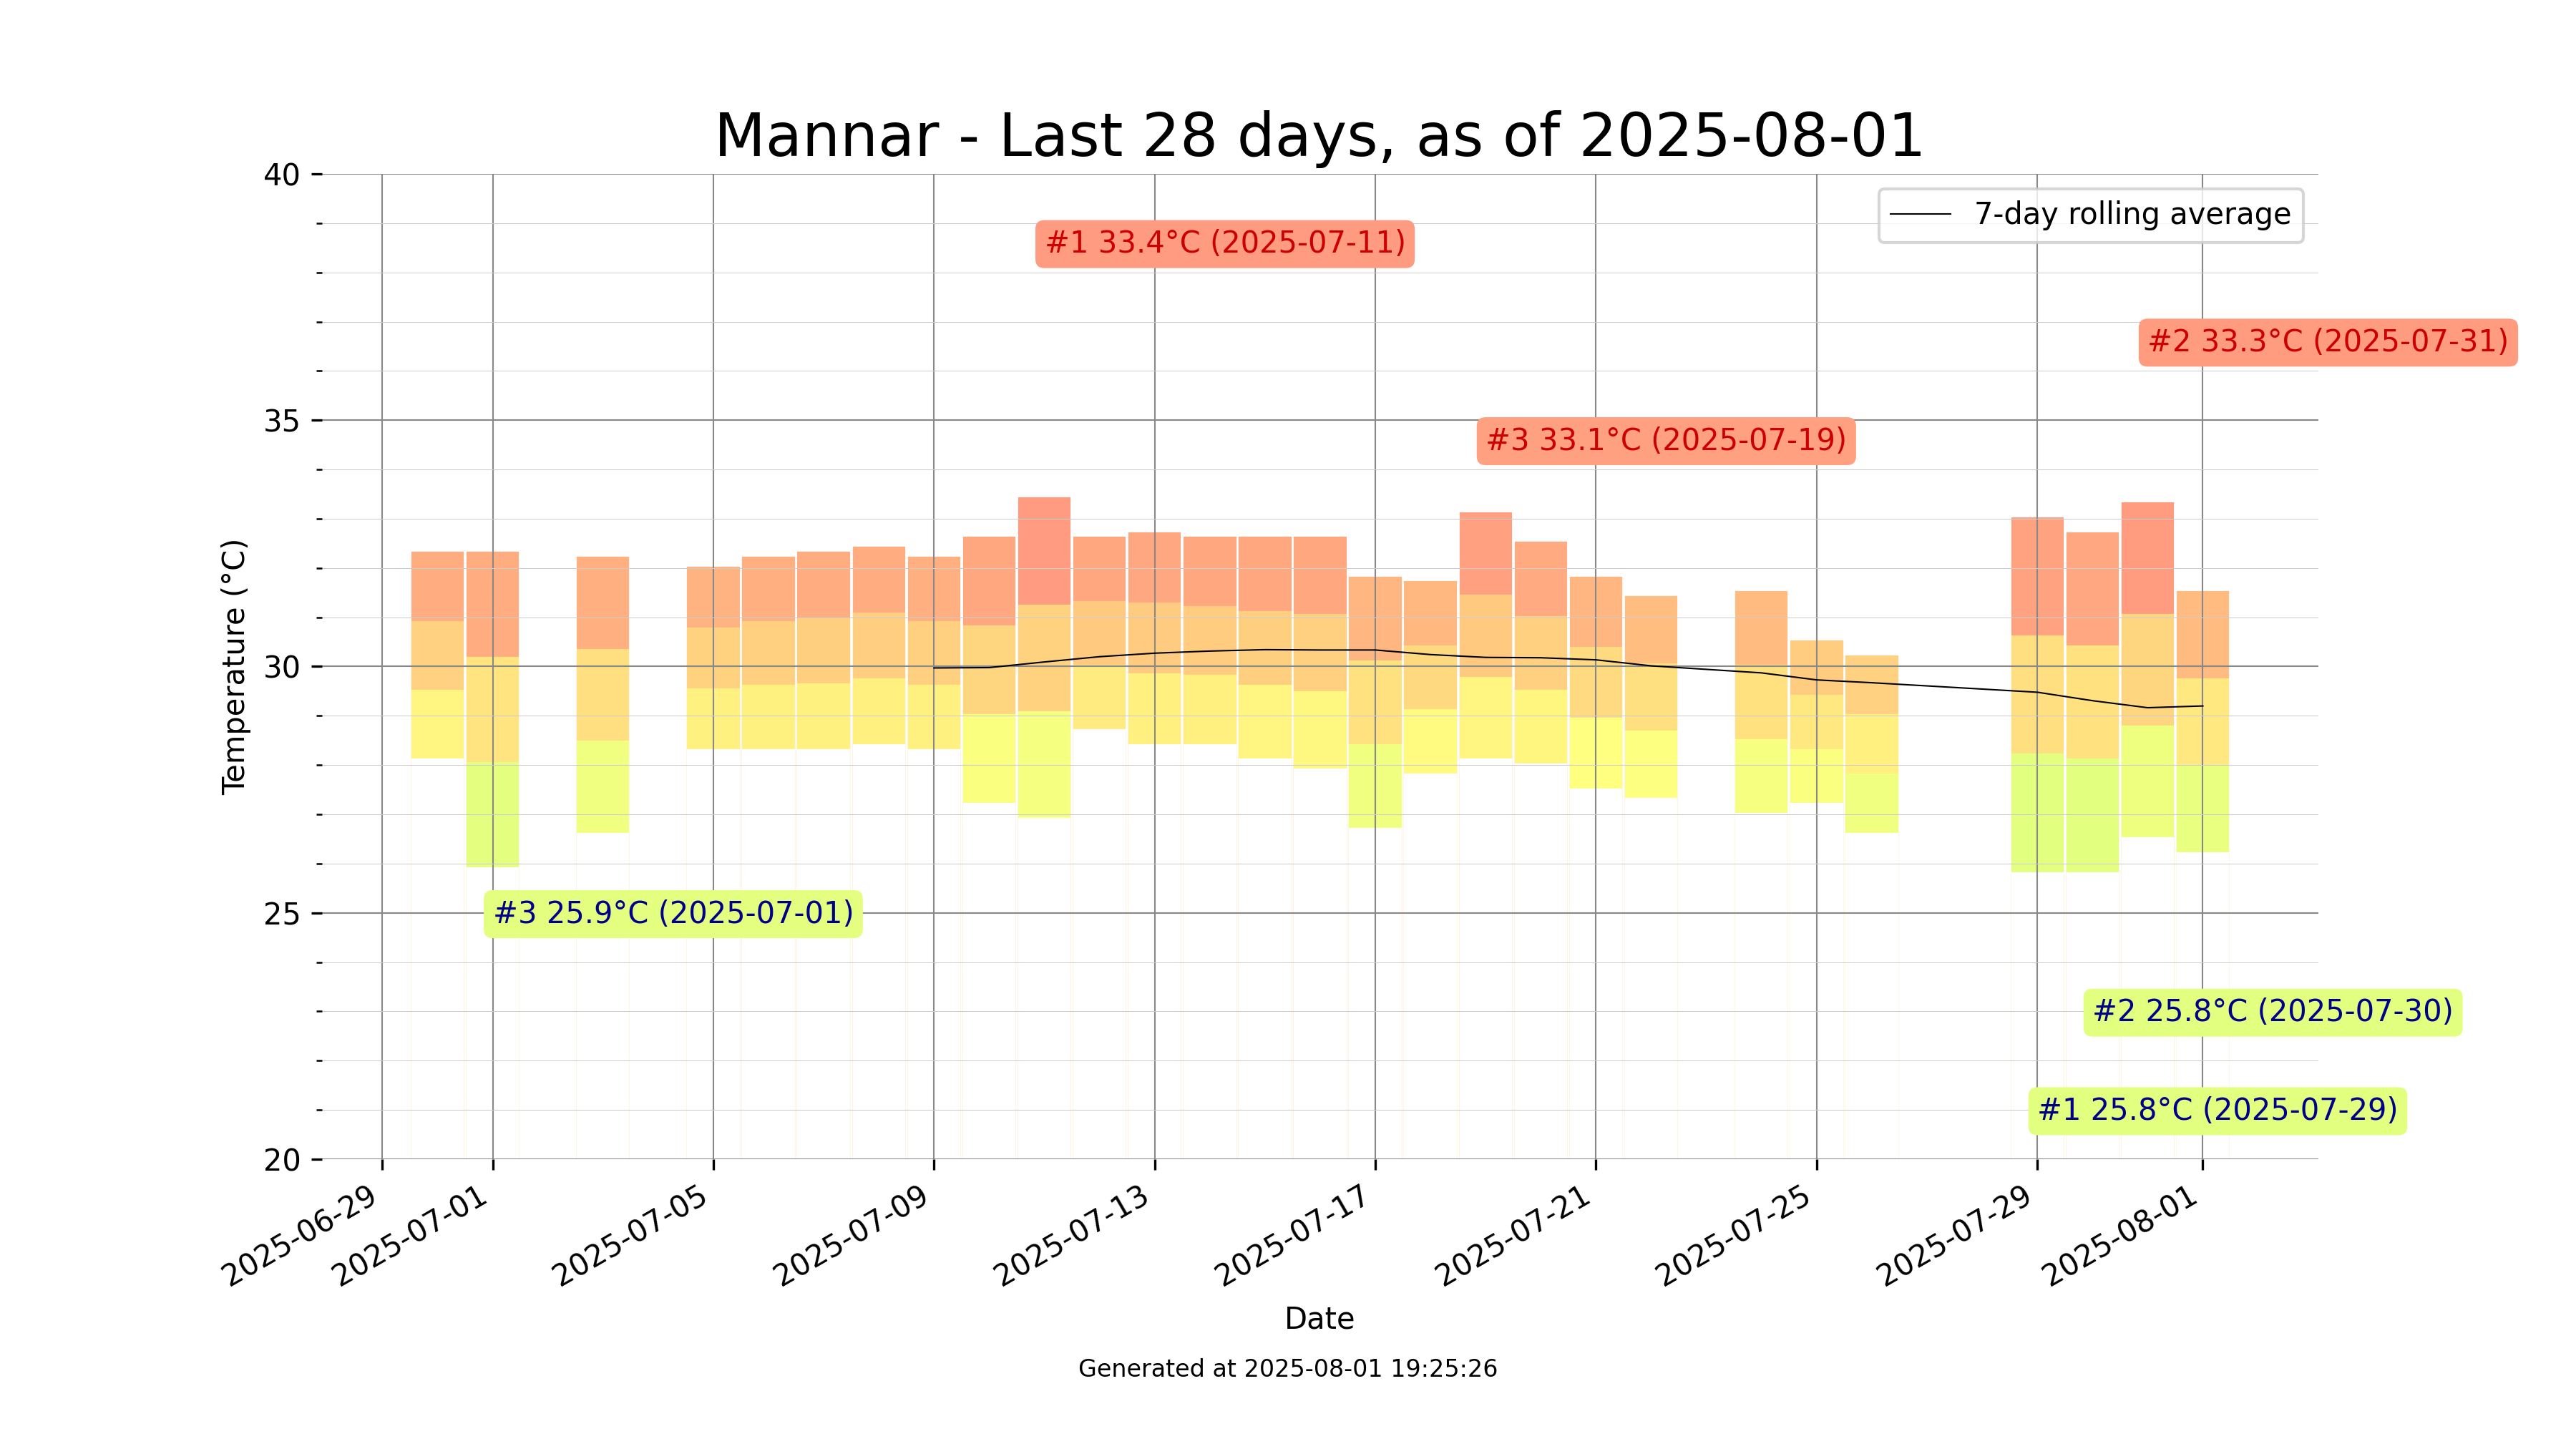 Mannar - Last 28 days, as of 2025-08-01
40
7-day rolling average
#1 33.4°C (2025-07-11)
#2 33.3°C (2025-07-31)
35
#3 33.1°C (2025-07-19)
Temperature (°C)
30
25
#3 25.9°C (2025-07-01)
#2 25.8°C (2025-07-30)
#1 25.8°C (2025-07-29)
20
2025-06-29
2025-07-01
2025-07-05
2025-07-09
2025-07-13
2025-07-17
2025-07-21
2025-07-25
2025-07-29
2025-08-01
Date
Generated at 2025-08-01 19:25:26